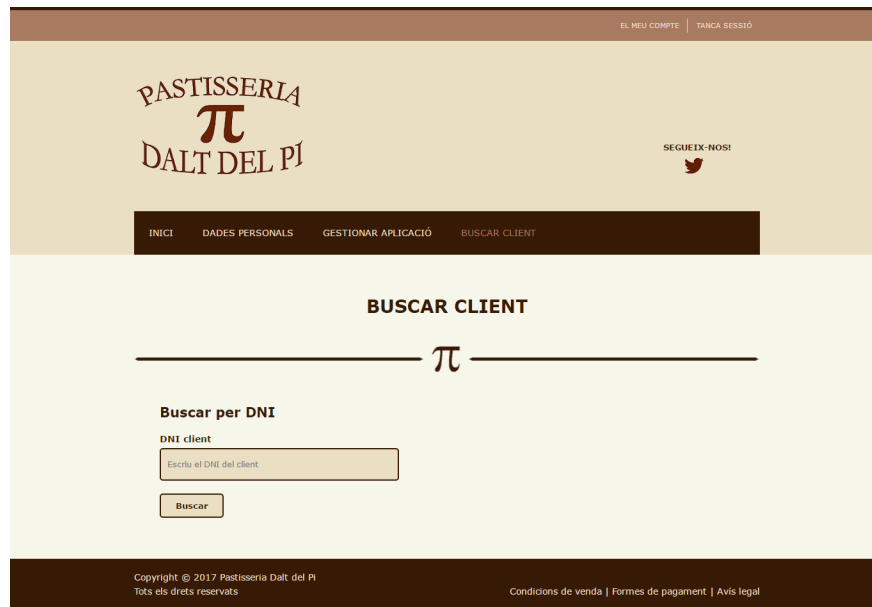 EL MEU COMPTE | TANCA SESSIÓ
PASTISSERIA
π
DALT DEL PI
SEGUEIX-NOS!
INICI DADES PERSONALS GESTIONAR APLICACIÓ BUSCAR CLIENT
BUSCAR CLIENT
π
Buscar per DNI
DNI client
Escriu el DNI del client
Buscar
Copyright © 2017 Pastisseria Dalt del Pi
Tots els drets reservats
Condicions de venda | Formes de pagament | Avís legal